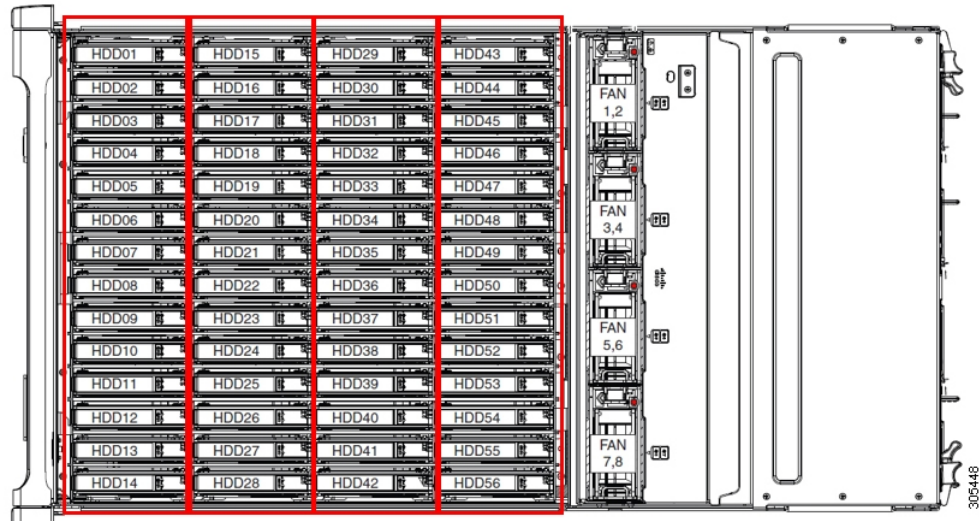 HDD01 HDD15 HDD29 HDD43
HDD02 HDD16 HDD30 HDD44
HDD03 HDD17 HDD31 HDD45
HDD04 HDD18 HDD32 HDD46
HDD05 HDD19 HDD33 HDD47
HDD06 HDD20 HDD34 HDD48
HDD07 HDD21 HDD35 HDD49
HDD08 HDD22 HDD36 HDD50
HDD09 HDD23 HDD37 HDD51
HDD10 HDD24 HDD38 HDD52
HDD11 HDD25 HDD39 HDD53
HDD12 HDD26 HDD40 HDD54
HDD13 HDD27 HDD41 HDD55
HDD14 HDD28 HDD42 HDD56
FAN
1,2
FAN
3,4
FAN
5,6
FAN
7,8
305448